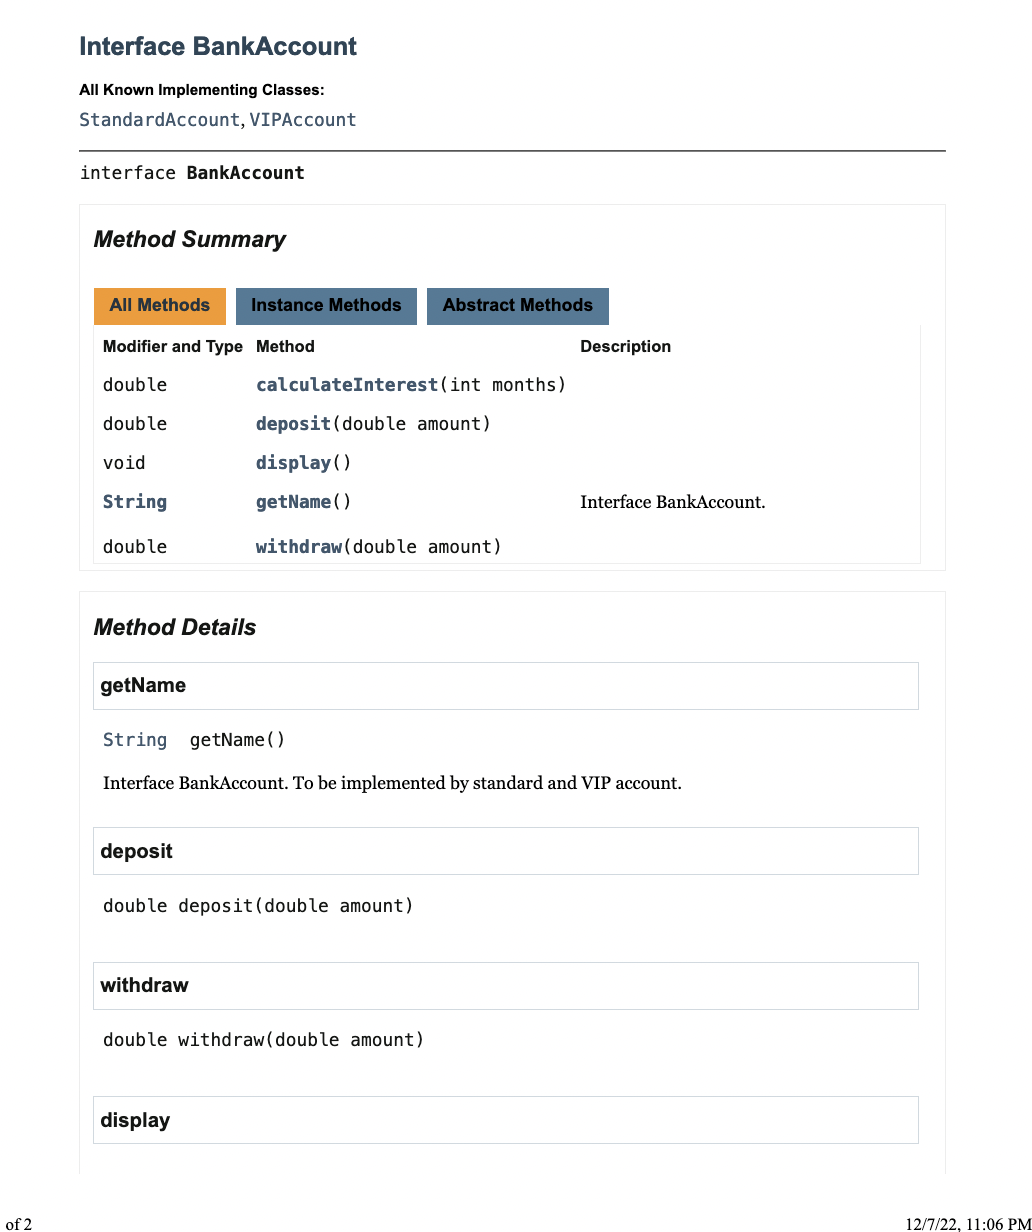 Interface BankAccount
All Known Implementing Classes:
StandardAccount, VIPAccount
interface BankAccount
Method Summary
All Methods Instance Methods Abstract Methods
Modifier and Type Method Description
double calculateInterest(int months)
double deposit(double amount)
void display()
String getName() Interface BankAccount.
double withdraw(double amount)
Method Details
getName
String getName()
Interface BankAccount. To be implemented by standard and VIP account.
deposit
double deposit(double amount)
withdraw
double withdraw(double amount)
display
of 2 12/7/22, 11:06 PM